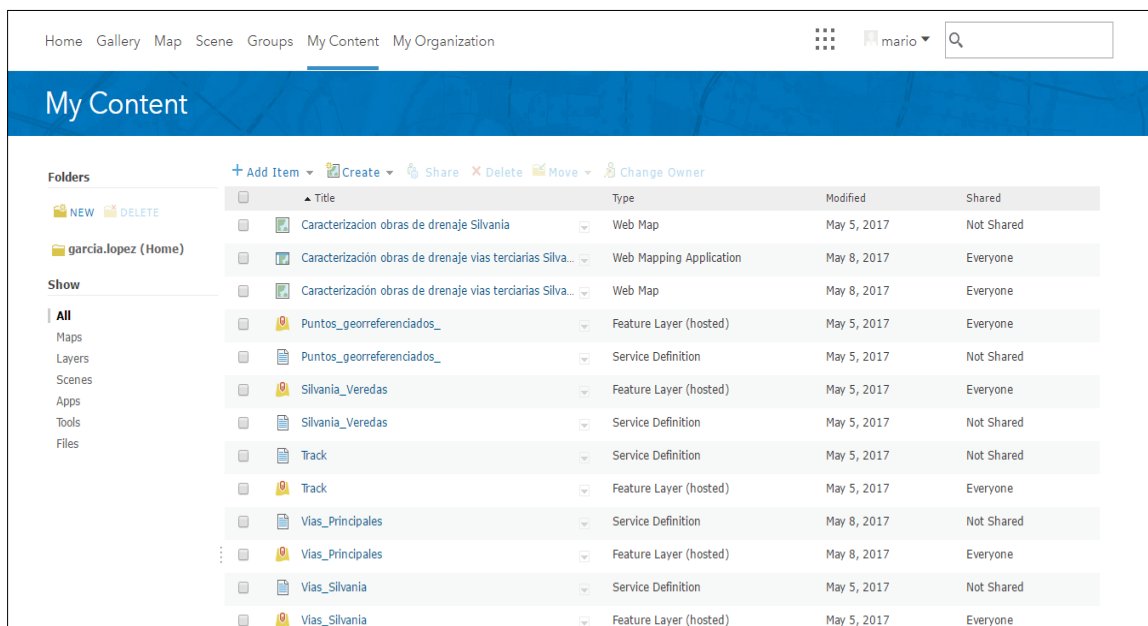 Home Gallery Map Scene Groups My Content My Organization mario
My Content
Folders
NEW DELETE
garcia.lopez (Home)
Show
All
Maps
Layers
Scenes
Apps
Tools
Files
+ Add Item Create Share Delete Move Change Owner
Title Type Modified Shared
Caracterizacion obras de drenaje Silvania Web Map May 5, 2017 Not Shared
Caracterización obras de drenaje vias terciarias Silva... Web Mapping Application May 8, 2017 Everyone
Caracterización obras de drenaje vias terciarias Silva... Web Map May 8, 2017 Everyone
Puntos_georreferenciados_ Feature Layer (hosted) May 5, 2017 Everyone
Puntos_georreferenciados_ Service Definition May 5, 2017 Not Shared
Silvania_Veredas Feature Layer (hosted) May 5, 2017 Everyone
Silvania_Veredas Service Definition May 5, 2017 Not Shared
Track Service Definition May 5, 2017 Not Shared
Track Feature Layer (hosted) May 5, 2017 Everyone
Vias_Principales Service Definition May 8, 2017 Not Shared
Vias_Principales Feature Layer (hosted) May 8, 2017 Everyone
Vias_Silvania Service Definition May 5, 2017 Not Shared
Vias_Silvania Feature Layer (hosted) May 5, 2017 Everyone